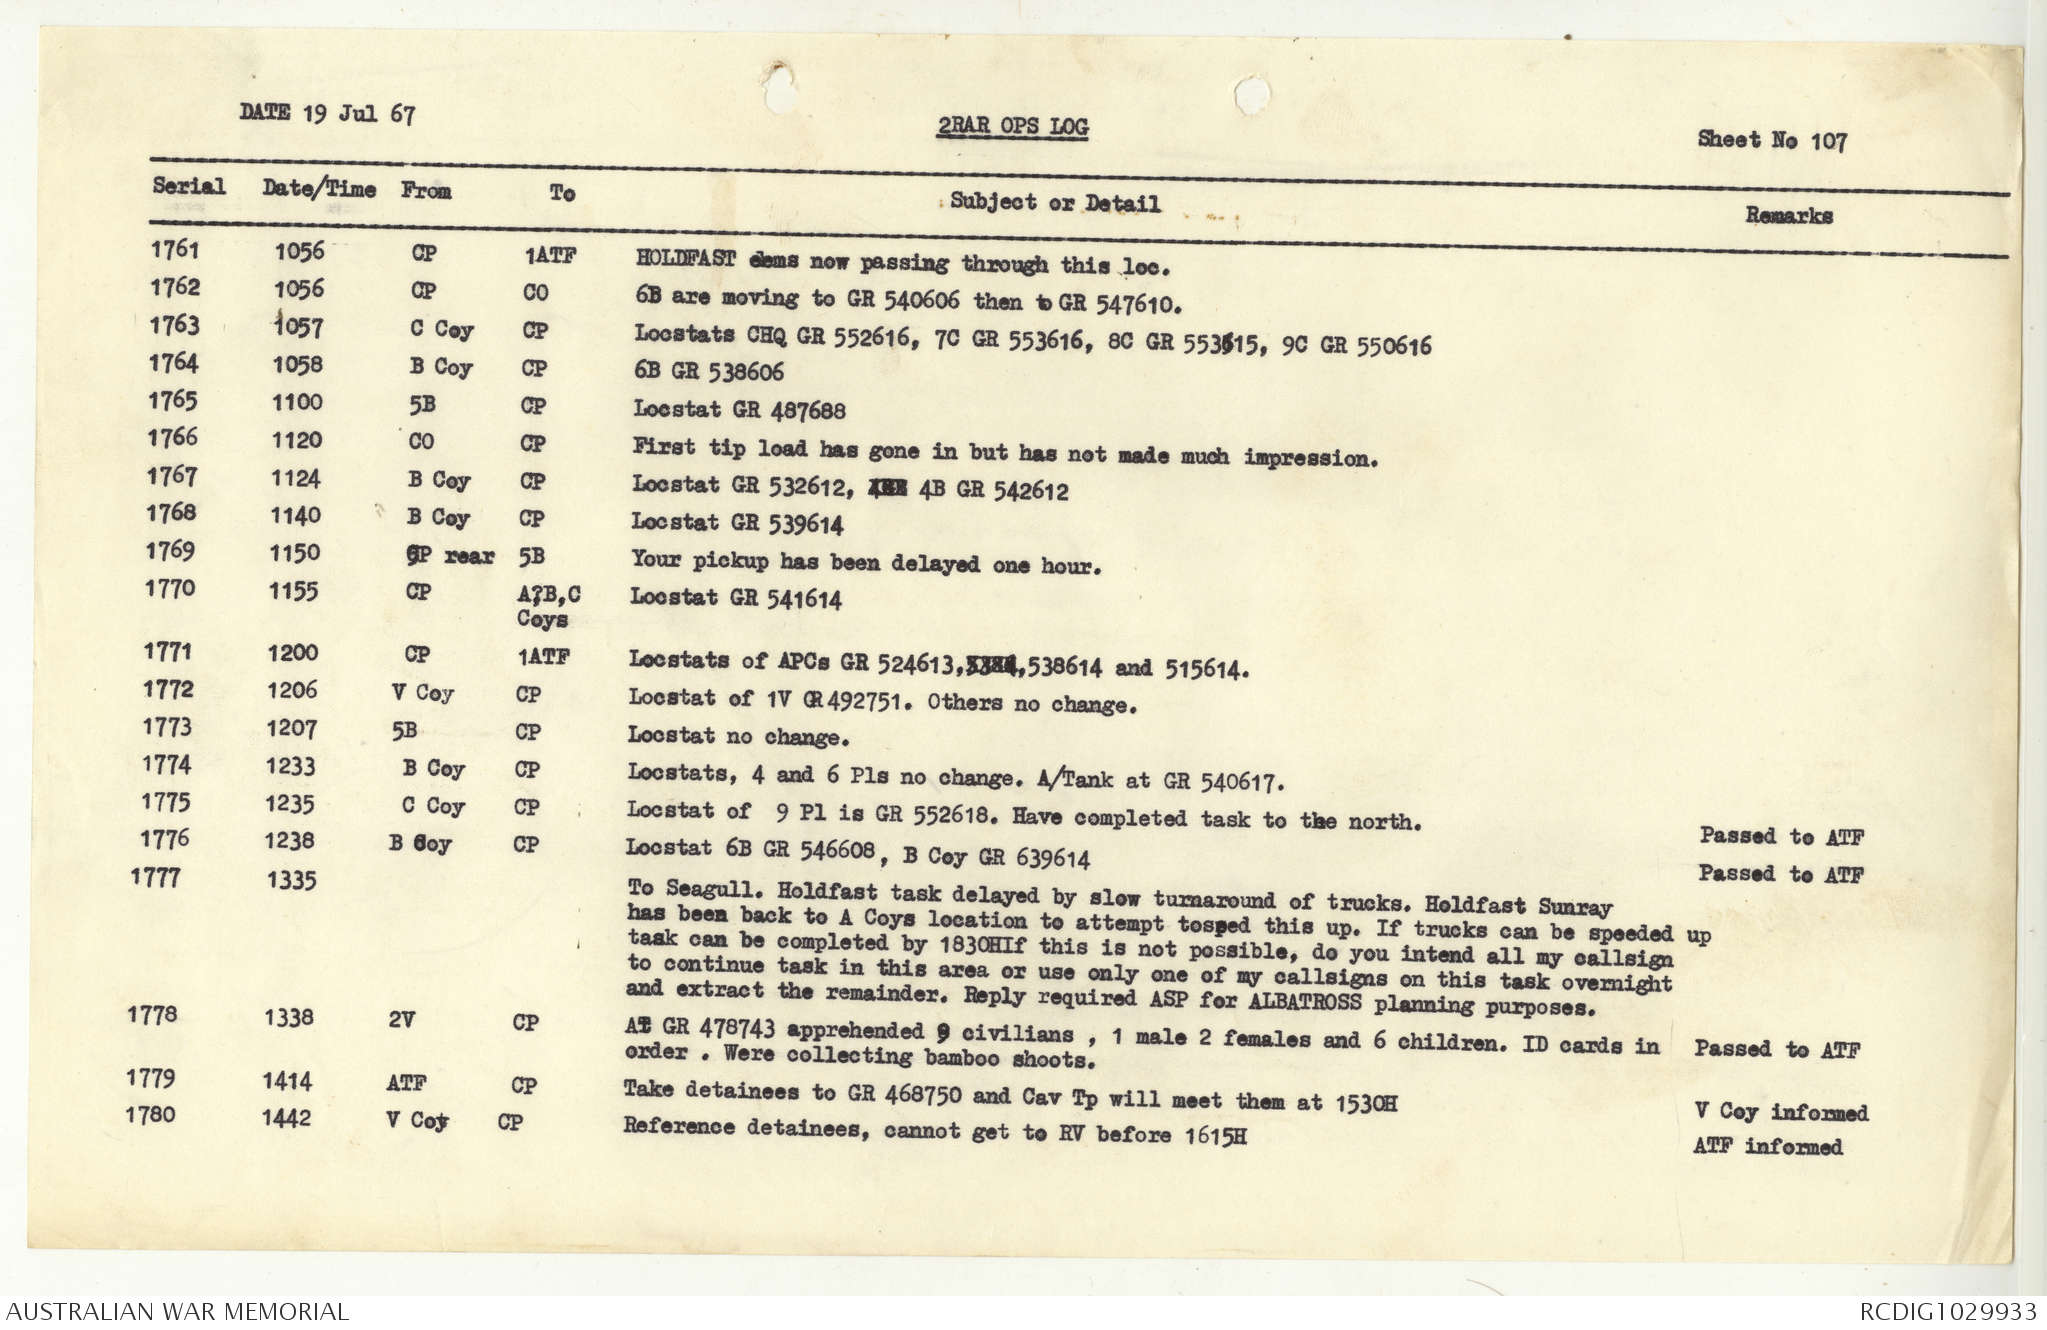 DATE 19 Jul 67
2RAR OPS LOG
Sheet No 107
Serial Date/Time From To Subject or Detail Remarks
1761 1056 CP 1ATF HOLDFAST elems now passing through this loc.
1762 1056 CP CO 6B are moving to GR 540606 then to GR 547610.
1763 1057 C Coy CP Locstats CHQ GR 552616, 7C GR 553616, 8C GR 553615, 9C GR 550616
1764 1058 B Coy CP 6B GR 538606
1765 1100 5B CP Locstat GR 487688
1766 1120 CO CP First tip load has gone in but has not made much impression.
1767 1124 B Coy CP Locstat GR 532612, 4B GR 542612
1768 1140 B Coy CP Locstat GR 539614
1769 1150 CP rear 5B Your pickup has been delayed one hour.
1770 1155 CP A?B,C Locstat GR 541614
Coys
1771 1200 CP 1ATF Locstats of APCs GR 524613, ,538614 and 515614.
1772 1206 V Coy CP Locstat of 1V GR 492751. Others no change.
1773 1207 5B CP Locstat no change.
1774 1233 B Coy CP Locstats, 4 and 6 Pls no change. A/Tank at GR 540617.
1775 1235 C Coy CP Locstat of 9 Pl is GR 552618. Have completed task to the north. Passed to ATF
1776 1238 B Coy CP Locstat 6B GR 546608, B Coy GR 639614 Passed to ATF
1777 1335 To Seagull. Holdfast task delayed by slow turnaround of trucks. Holdfast Sunray
has been back to A Coys location to attempt tosped this up. If trucks can be speeded up
task can be completed by 1830HIf this is not possible, do you intend all my callsign
to continue task in this area or use only one of my callsigns on this task overnight
and extract the remainder. Reply required ASP for ALBATROSS planning purposes.
1778 1338 2V CP At GR 478743 apprehended 9 civilians , 1 male 2 females and 6 children. ID cards in Passed to ATF
order . Were collecting bamboo shoots.
1779 1414 ATF CP Take detainees to GR 468750 and Cav Tp will meet them at 1530H V Coy informed
1780 1442 V Coy CP Reference detainees, cannot get to RV before 1615H ATF informed
AUSTRALIAN WAR MEMORIAL
RCDIG1029933